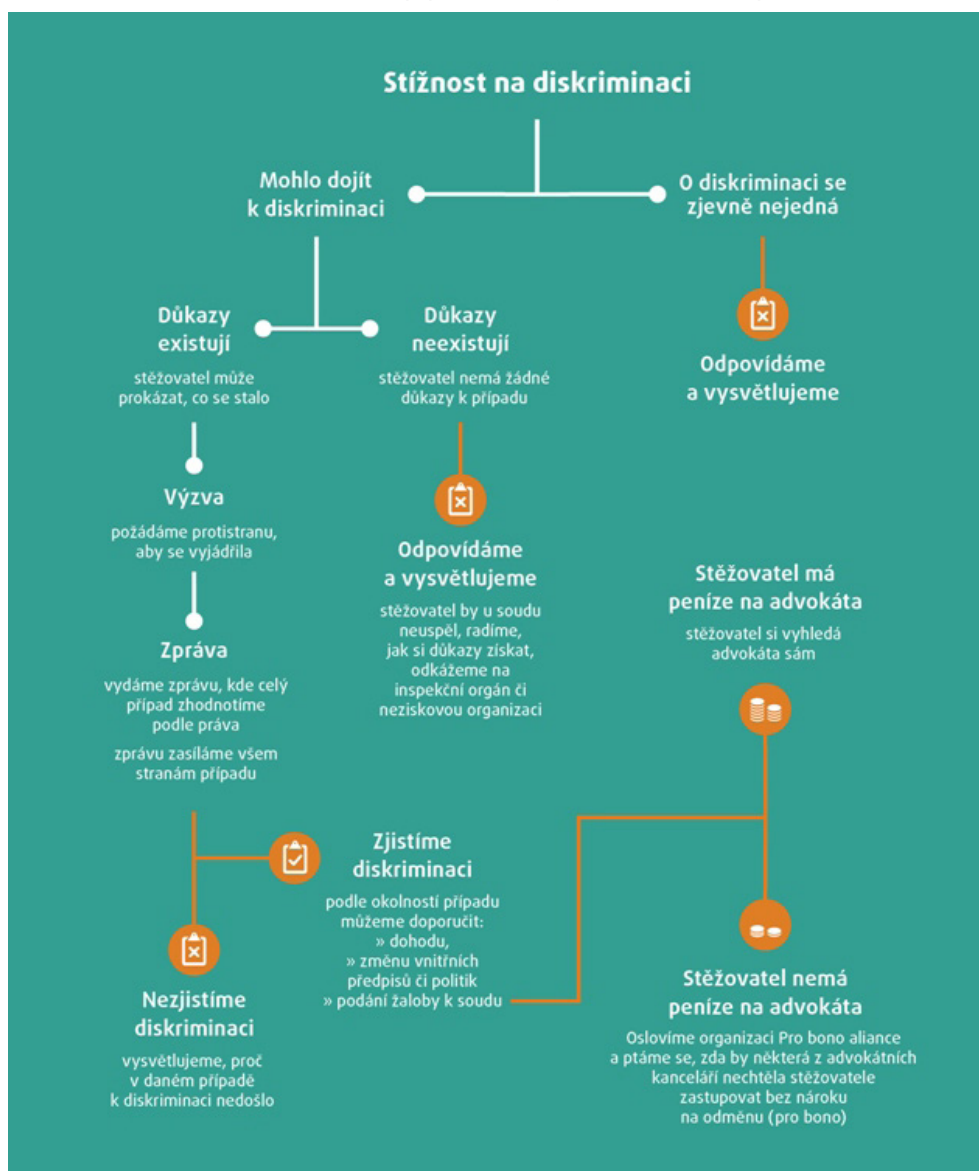 Stížnost na diskriminaci
Mohlo dojít
k diskriminaci
O diskriminaci se
zjevně nejedná
Důkazy
existují
stěžovatel může
prokázat, co se stalo
Důkazy
neexistují
stěžovatel nemá žádné
důkazy k případu
Odpovídáme
a vysvětlujeme
Výzva
požádáme protistranu,
aby se vyjádřila
Odpovídáme
a vysvětlujeme
stěžovatel by u soudu
neuspěl, radíme,
jak si důkazy získat,
odkážeme na
inspekční orgán či
neziskovou organizaci
Zpráva
vydáme zprávu, kde celý
případ zhodnotíme
podle práva
zprávu zasíláme všem
stranám případu
Stěžovatel má
peníze na advokáta
stěžovatel si vyhledá
advokáta sám
Zjistíme
diskriminaci
podle okolností případu
můžeme doporučit:
» dohodu,
» změnu vnitřních
předpisů či politik
» podání žaloby k soudu
Nezjistíme
diskriminaci
vysvětlujeme, proč
v daném případě
k diskriminaci nedošlo
Stěžovatel nemá
peníze na advokáta
Oslovíme organizaci Pro bono aliance
a ptáme se, zda by některá z advokátních
kanceláří nechtěla stěžovatele
zastupovat bez nároku
na odměnu (pro bono)